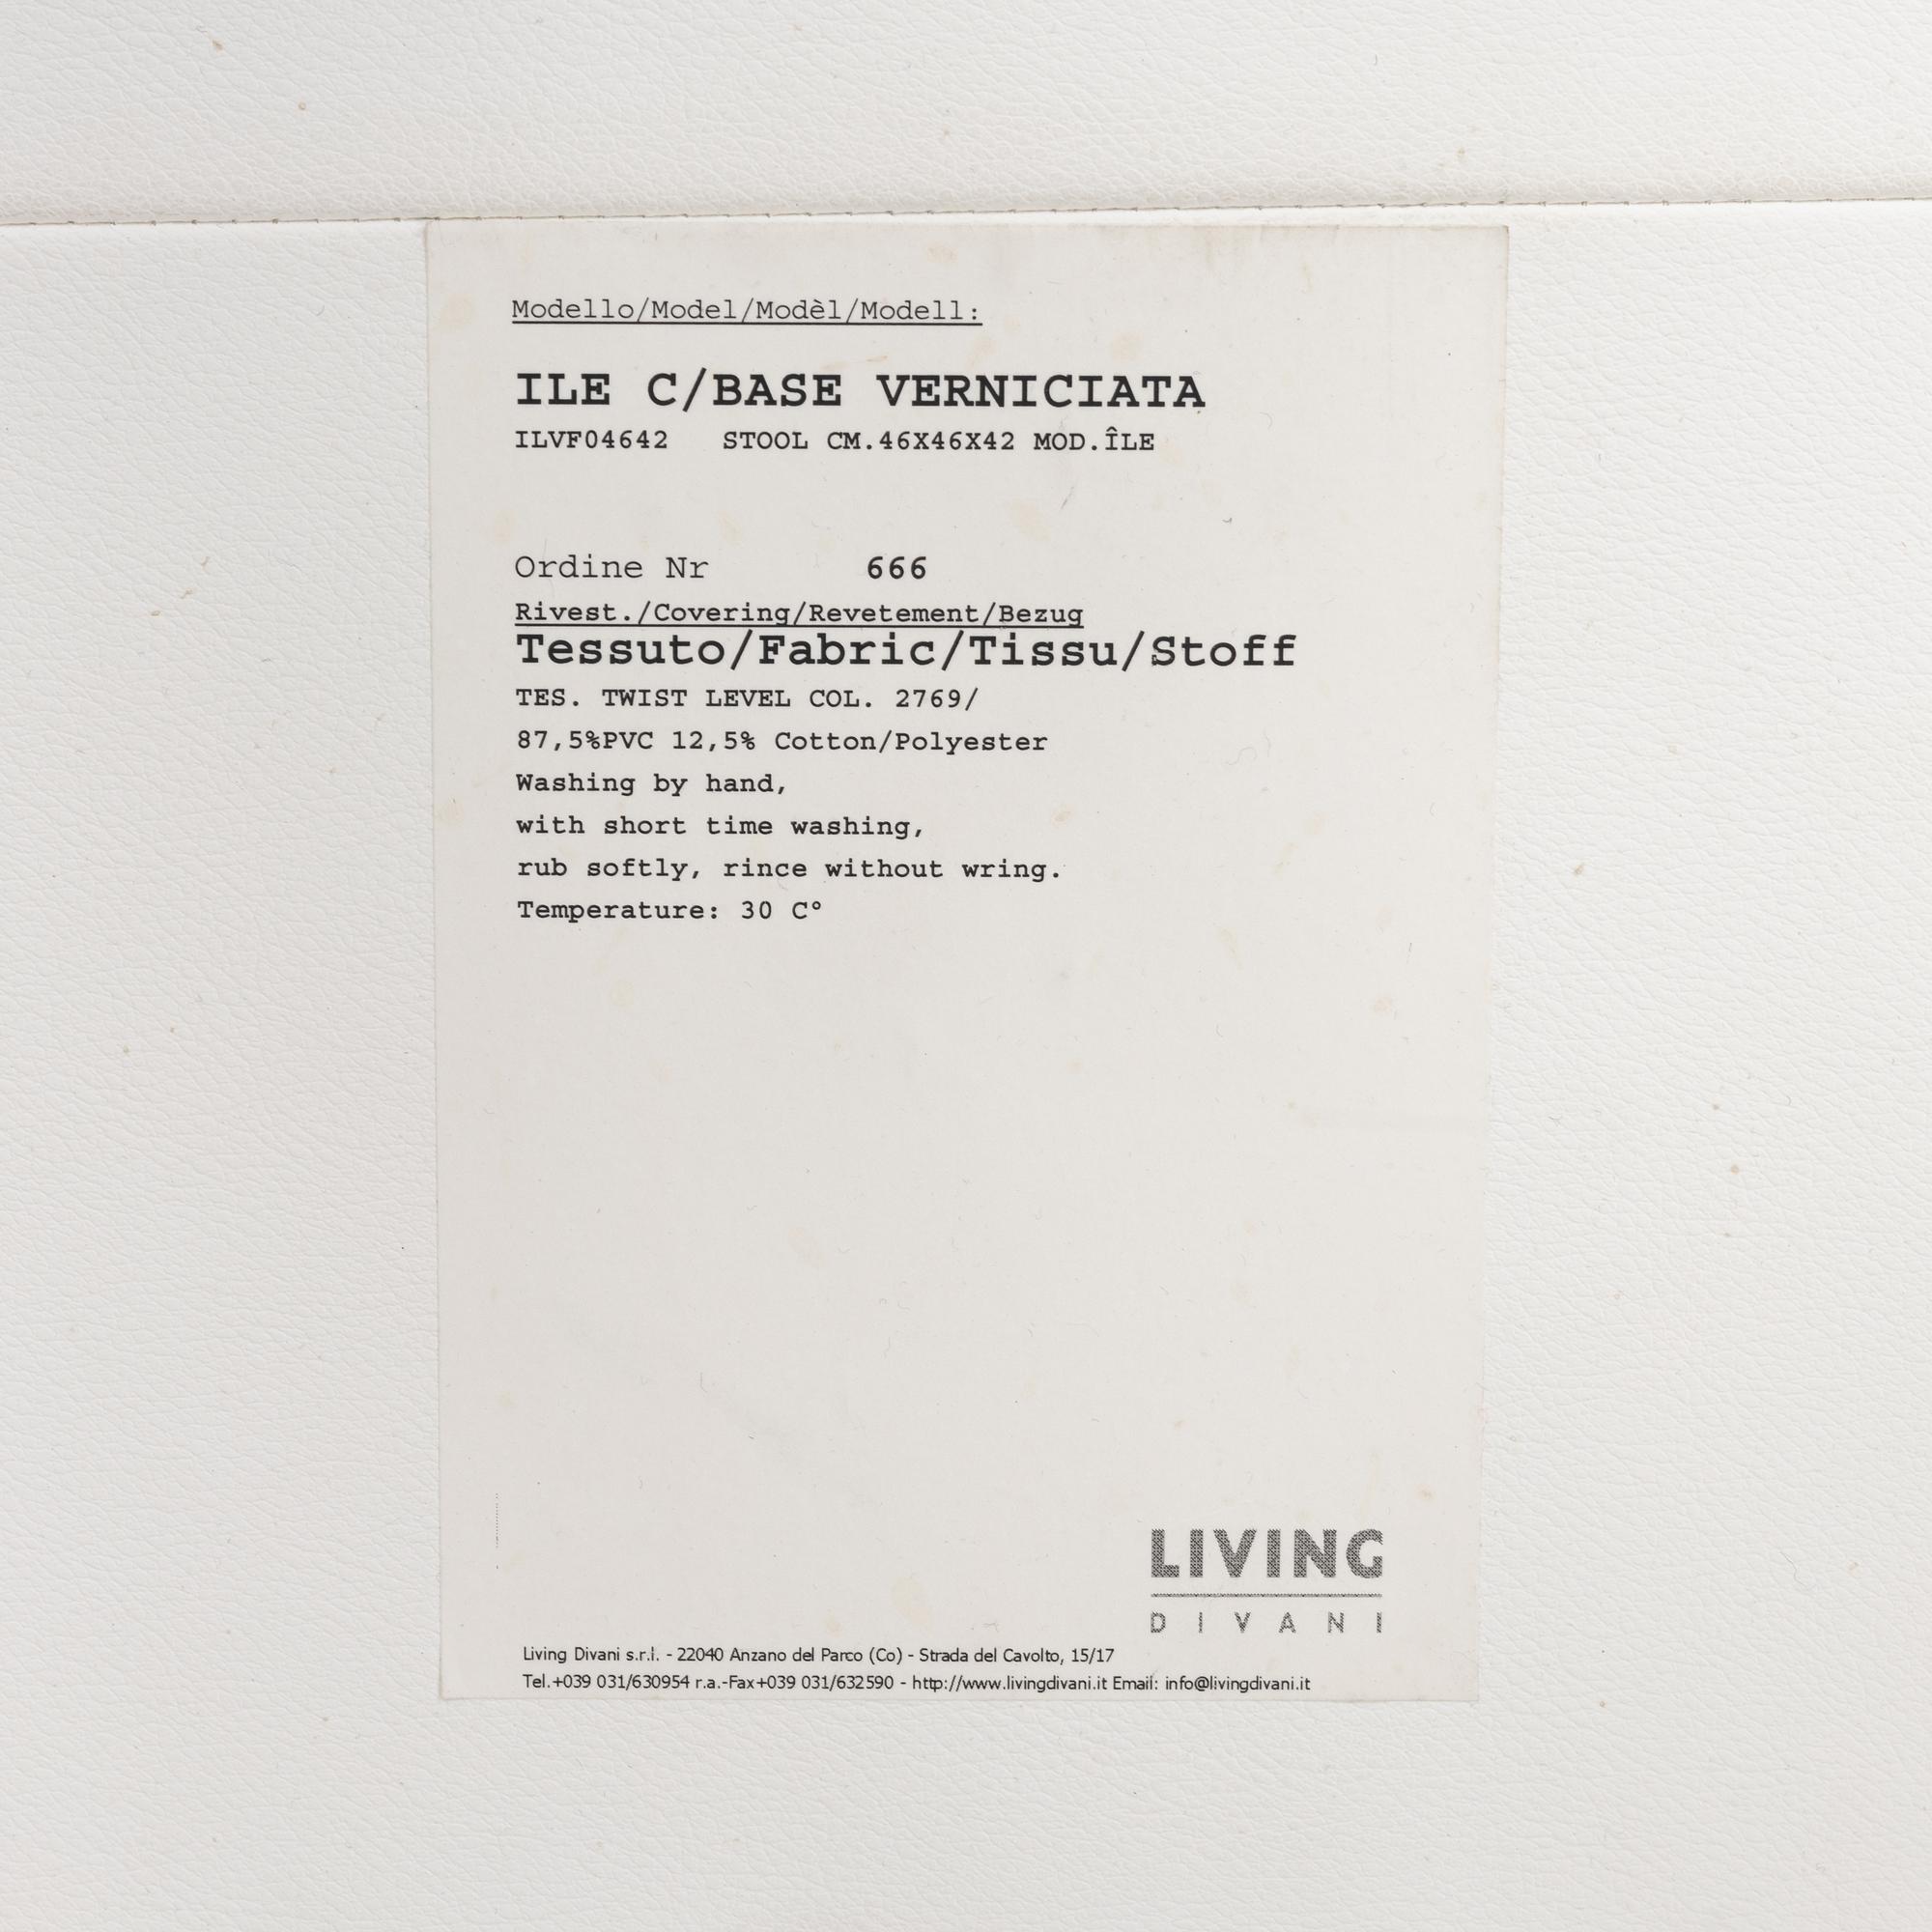 Modello/Model/Modèl/Modell:
ILE C/BASE VERNICIATA
ILVF04642 STOOL CM.46X46X42 MOD.ÎLE
Ordine Nr 666
Rivest./Covering/Revetement/Bezug
Tessuto/Fabric/Tissu/Stoff
TES. TWIST LEVEL COL. 2769/
87,5%PVC 12,5% Cotton/Polyester
Washing by hand,
with short time washing,
rub softly, rince without wring.
Temperature: 30 C°
LIVING
DIVANI
Living Divani s.r.l. - 22040 Anzano del Parco (Co) - Strada del Cavolto, 15/17
Tel.+039 031/630954 r.a.-Fax+039 031/632590 - http://www.livingdivani.it Email: info@livingdivani.it